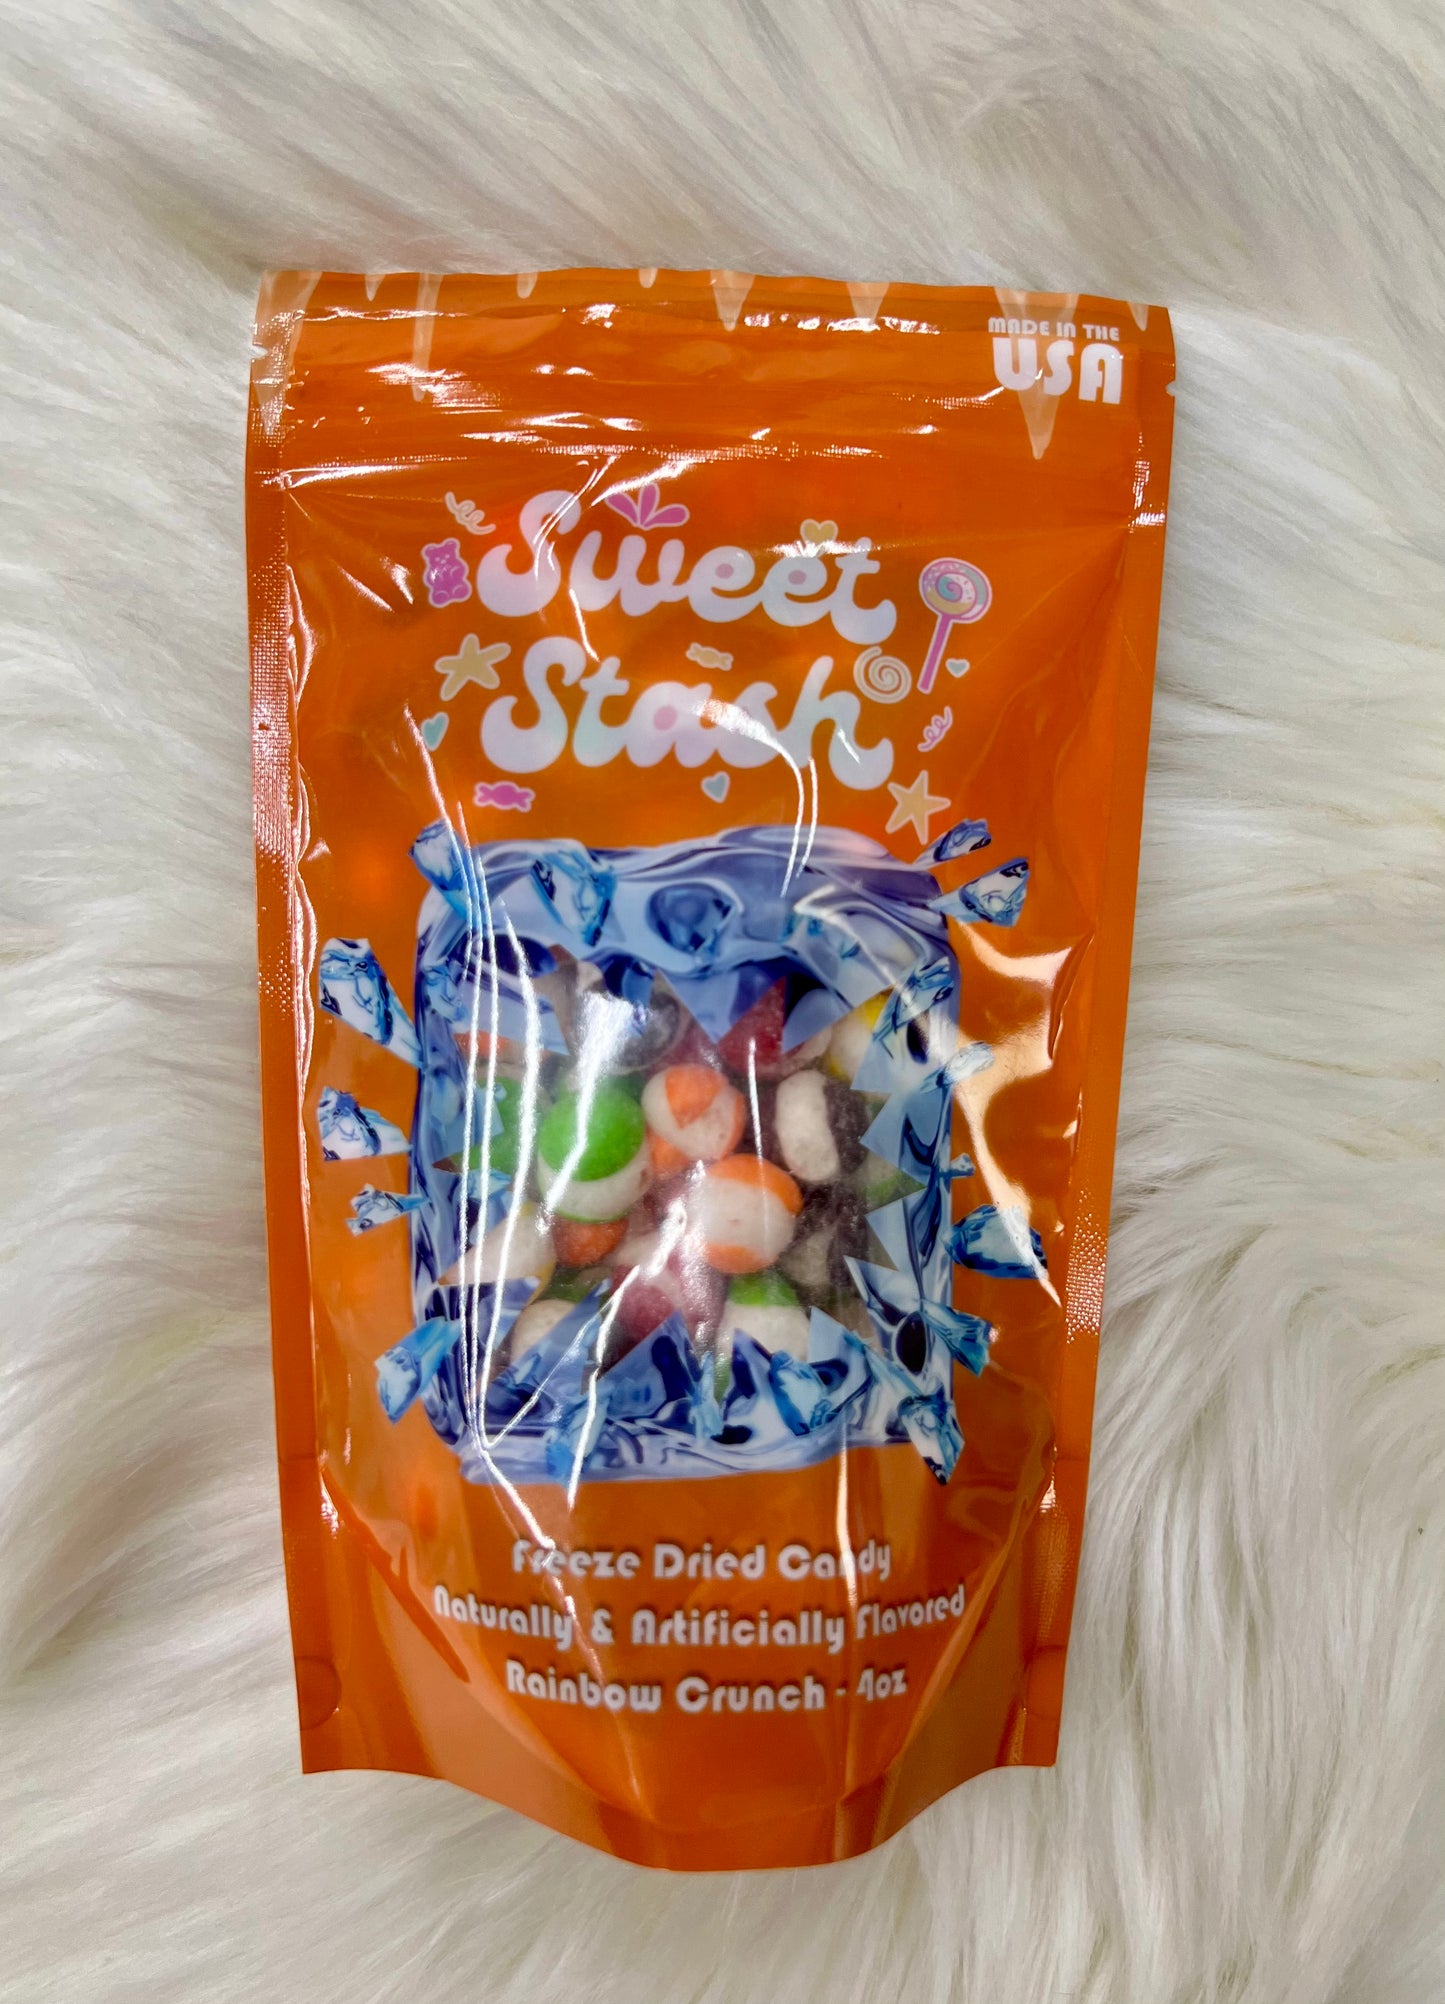 MADE IN THE
USA
Sweet
Stash
Freeze Dried Candy
Naturally & Artificially Flavored
Rainbow Crunch - 4oz